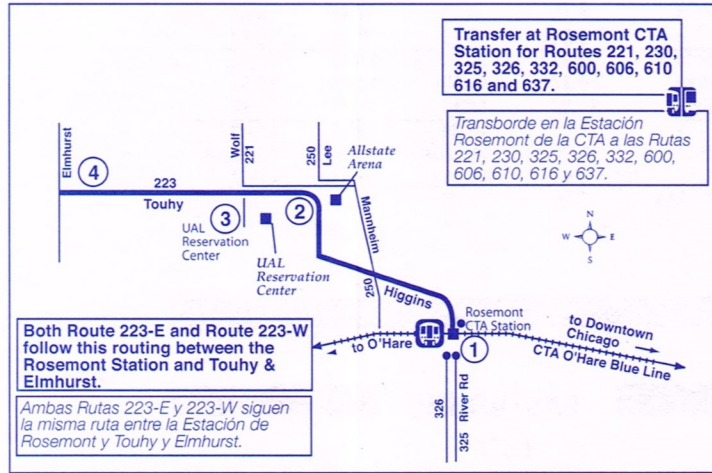 Transfer at Rosemont CTA
Station for Routes 221, 230,
325, 326, 332, 600, 606, 610
616 and 637.
Transborde en la Estación
Rosemont de la CTA a las Rutas
221, 230, 325, 326, 332, 600,
606, 610, 616 y 637.
Elmhurst
4
223
Touhy
Wolf
221
250
Lee
Allstate
Arena
2
3
UAL
Reservation
Center
UAL
Reservation
Center
Mannheim
250
N
W
E
S
Higgins
Rosemont
CTA Station
1
to O'Hare
to Downtown
Chicago
CTA O'Hare Blue Line
326
325
River Rd
Both Route 223-E and Route 223-W
follow this routing between the
Rosemont Station and Touhy &
Elmhurst.
Ambas Rutas 223-E y 223-W siguen
la misma ruta entre la Estación de
Rosemont y Touhy y Elmhurst.